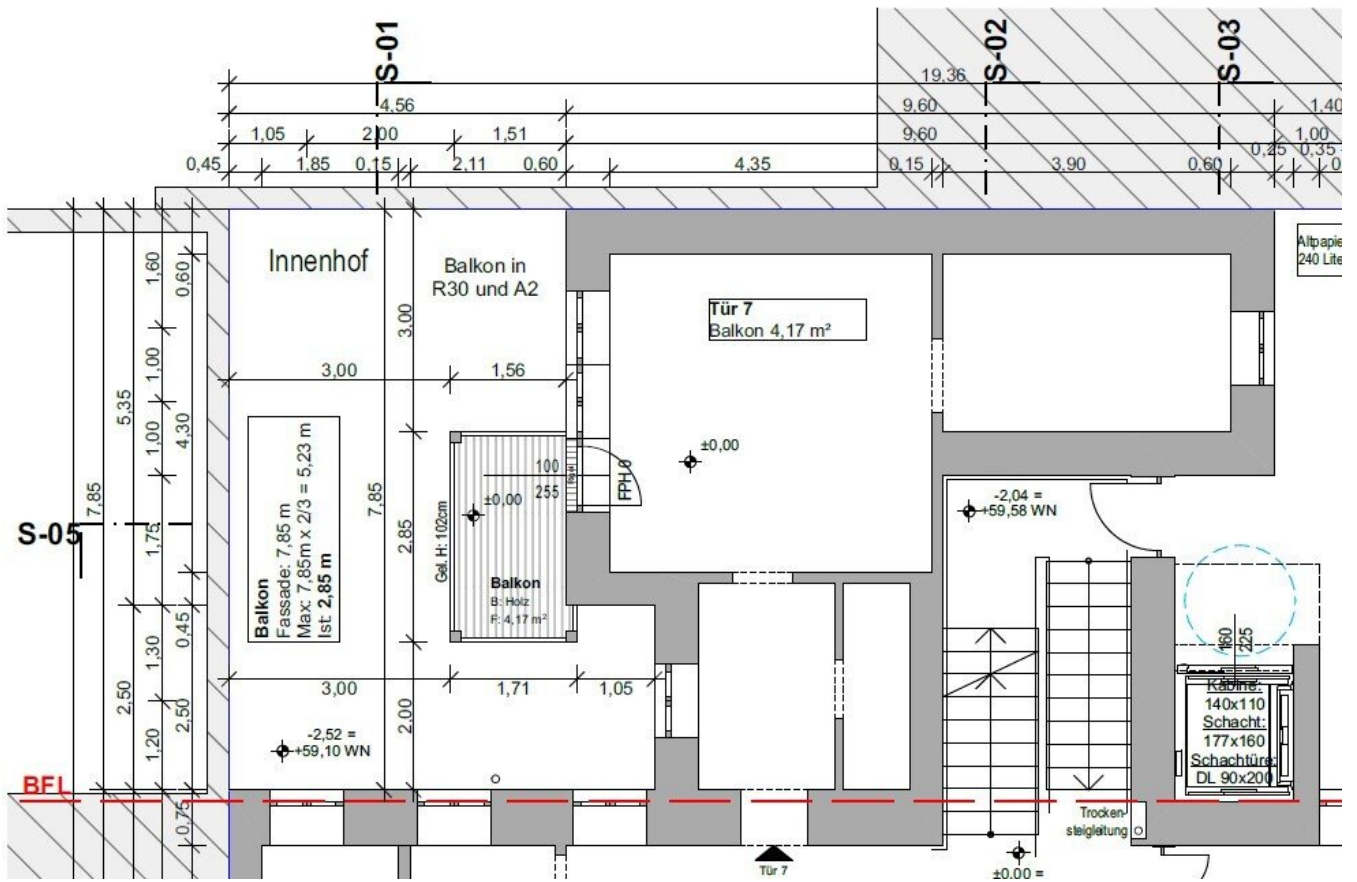 S-01
S-02
S-03
19,36
4,56
9,60
1,40
1,05
2,00
1,51
9,60
1,00
0,45
1,85
0,15
2,11
0,60
4,35
0,15
3,90
0,60
0,25
0,35
Innenhof
Balkon in
R30 und A2
Tür 7
Balkon 4,17 m²
240 Lite
1,60
0,60
3,00
1,00
3,00
1,56
5,35
1,00
4,30
7,85
7,85
S-05
1,75
Balkon
Fassade: 7,85 m
Max: 7,85m x 2/3 = 5,23 m
Ist: 2,85 m
2,85
Gel. H: 102cm
±0,00
100
255
FPH 0
±0,00
Balkon
B: Holz
F: 4,17 m²
-2,04 =
+59,58 WN
0,45
1,30
2,50
2,50
1,20
0,75
3,00
1,71
1,05
2,00
-2,52 =
+59,10 WN
160
225
Kabine:
140x110
Schacht:
177x160
Schachttüre:
DL 90x200
BFL
Trocken-
steigleitung
Tür 7
±0,00 =